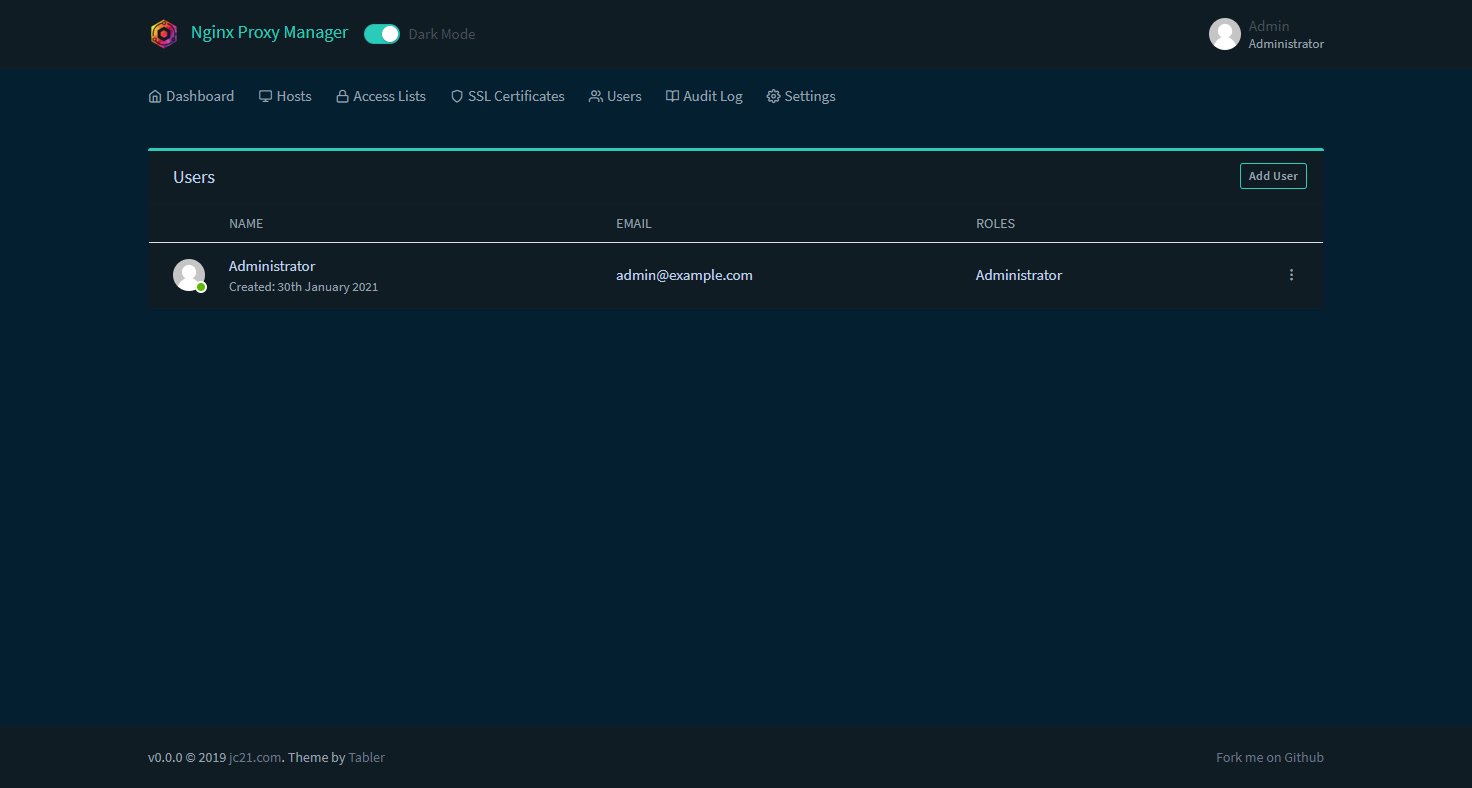 Nginx Proxy Manager Dark Mode
Admin
Administrator
Dashboard Hosts Access Lists SSL Certificates Users Audit Log Settings
Users Add User
NAME EMAIL ROLES
Administrator
Created: 30th January 2021
admin@example.com Administrator
v0.0.0 © 2019 jc21.com. Theme by Tabler Fork me on Github